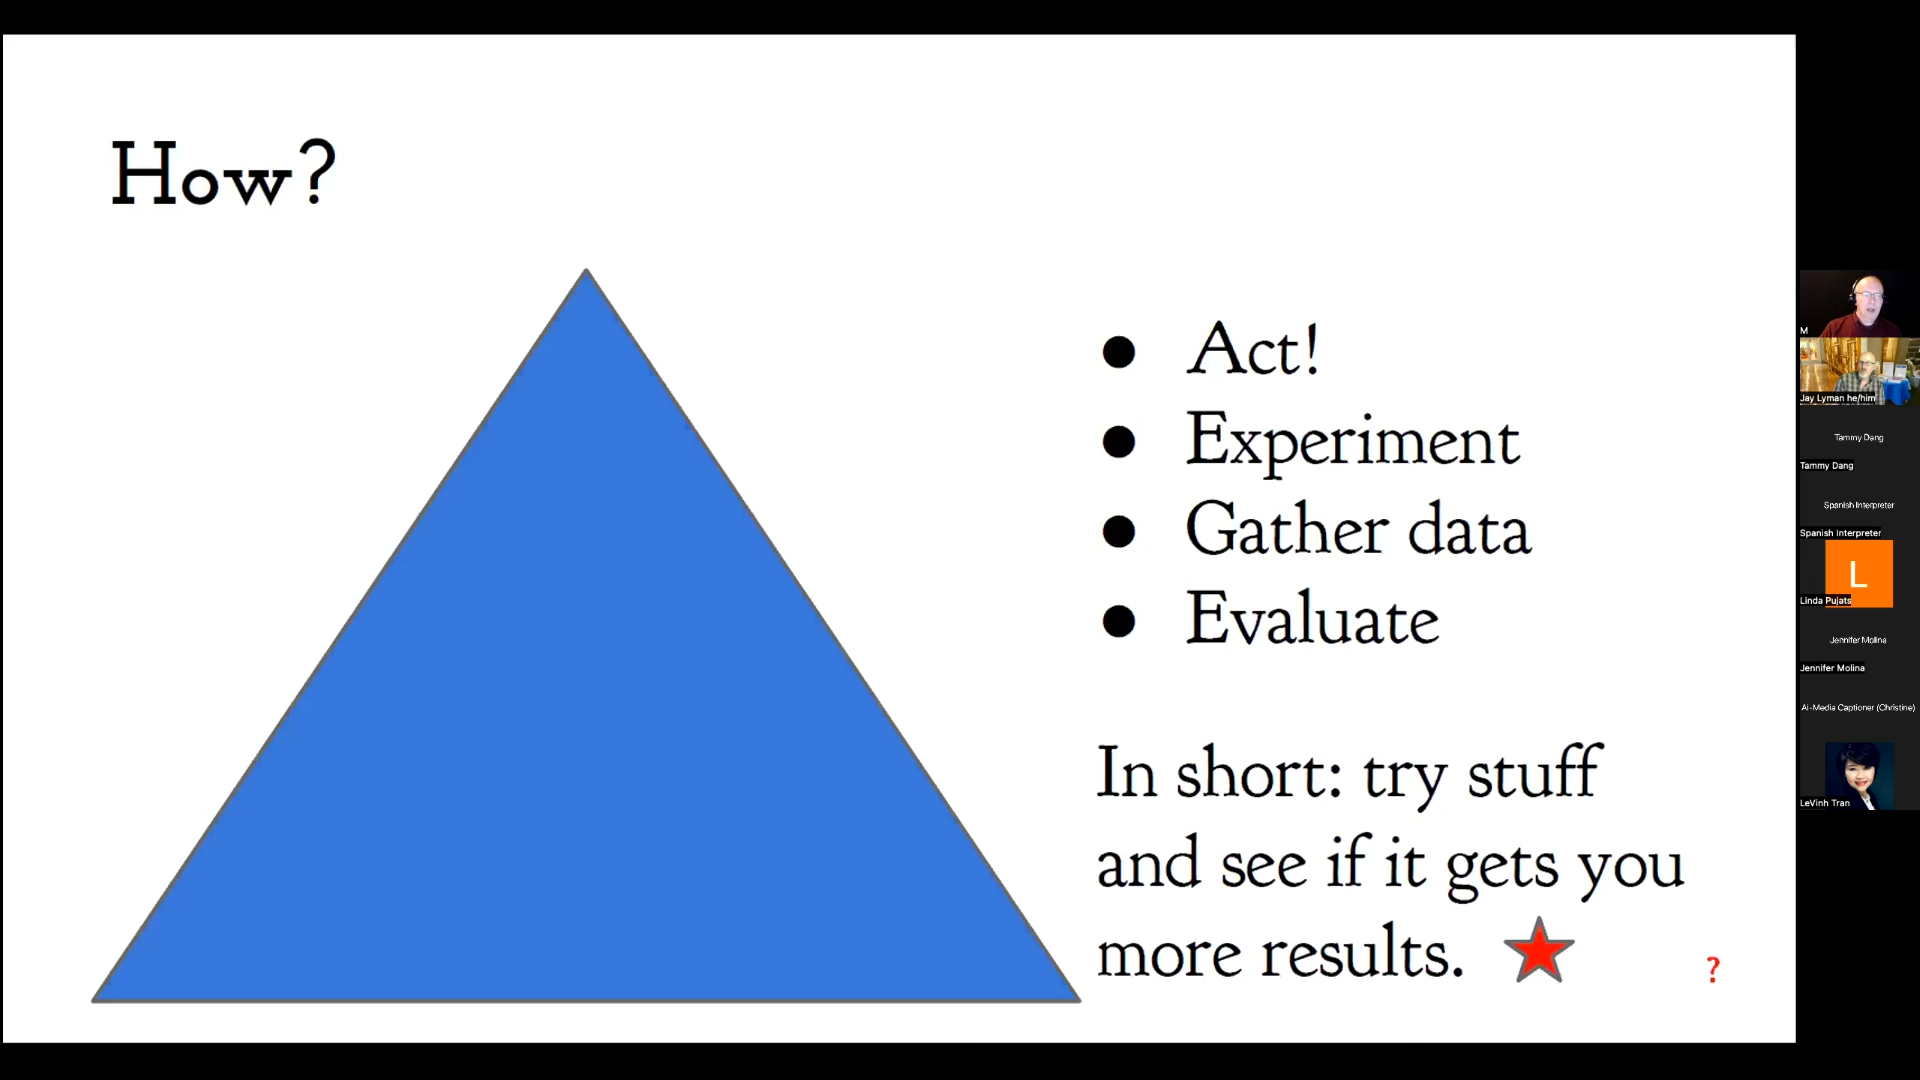 How?
● Act!
● Experiment
● Gather data
● Evaluate
In short: try stuff
and see if it gets you
more results.
?
M
Jay Lyman he/him
Tammy Dang
Tammy Dang
Spanish Interpreter
Spanish Interpreter
L
Linda Pujats
Jennifer Molina
Jennifer Molina
Ai-Media Captioner (Christine)
LeVinh Tran